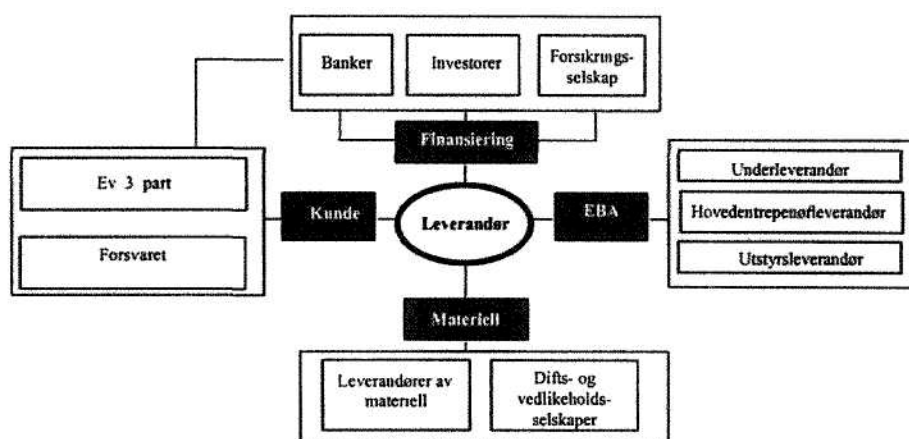 Banker
Investorer
Forsikrings-
selskap
Finansiering
Ev 3 part
Forsvaret
Kunde
Leverandør
EBA
Underleverandør
Hovedentrepenøfleverandør
Utstyrsleverandør
Materiell
Leverandører av
materiell
Difts- og
vedlikeholds-
selskaper